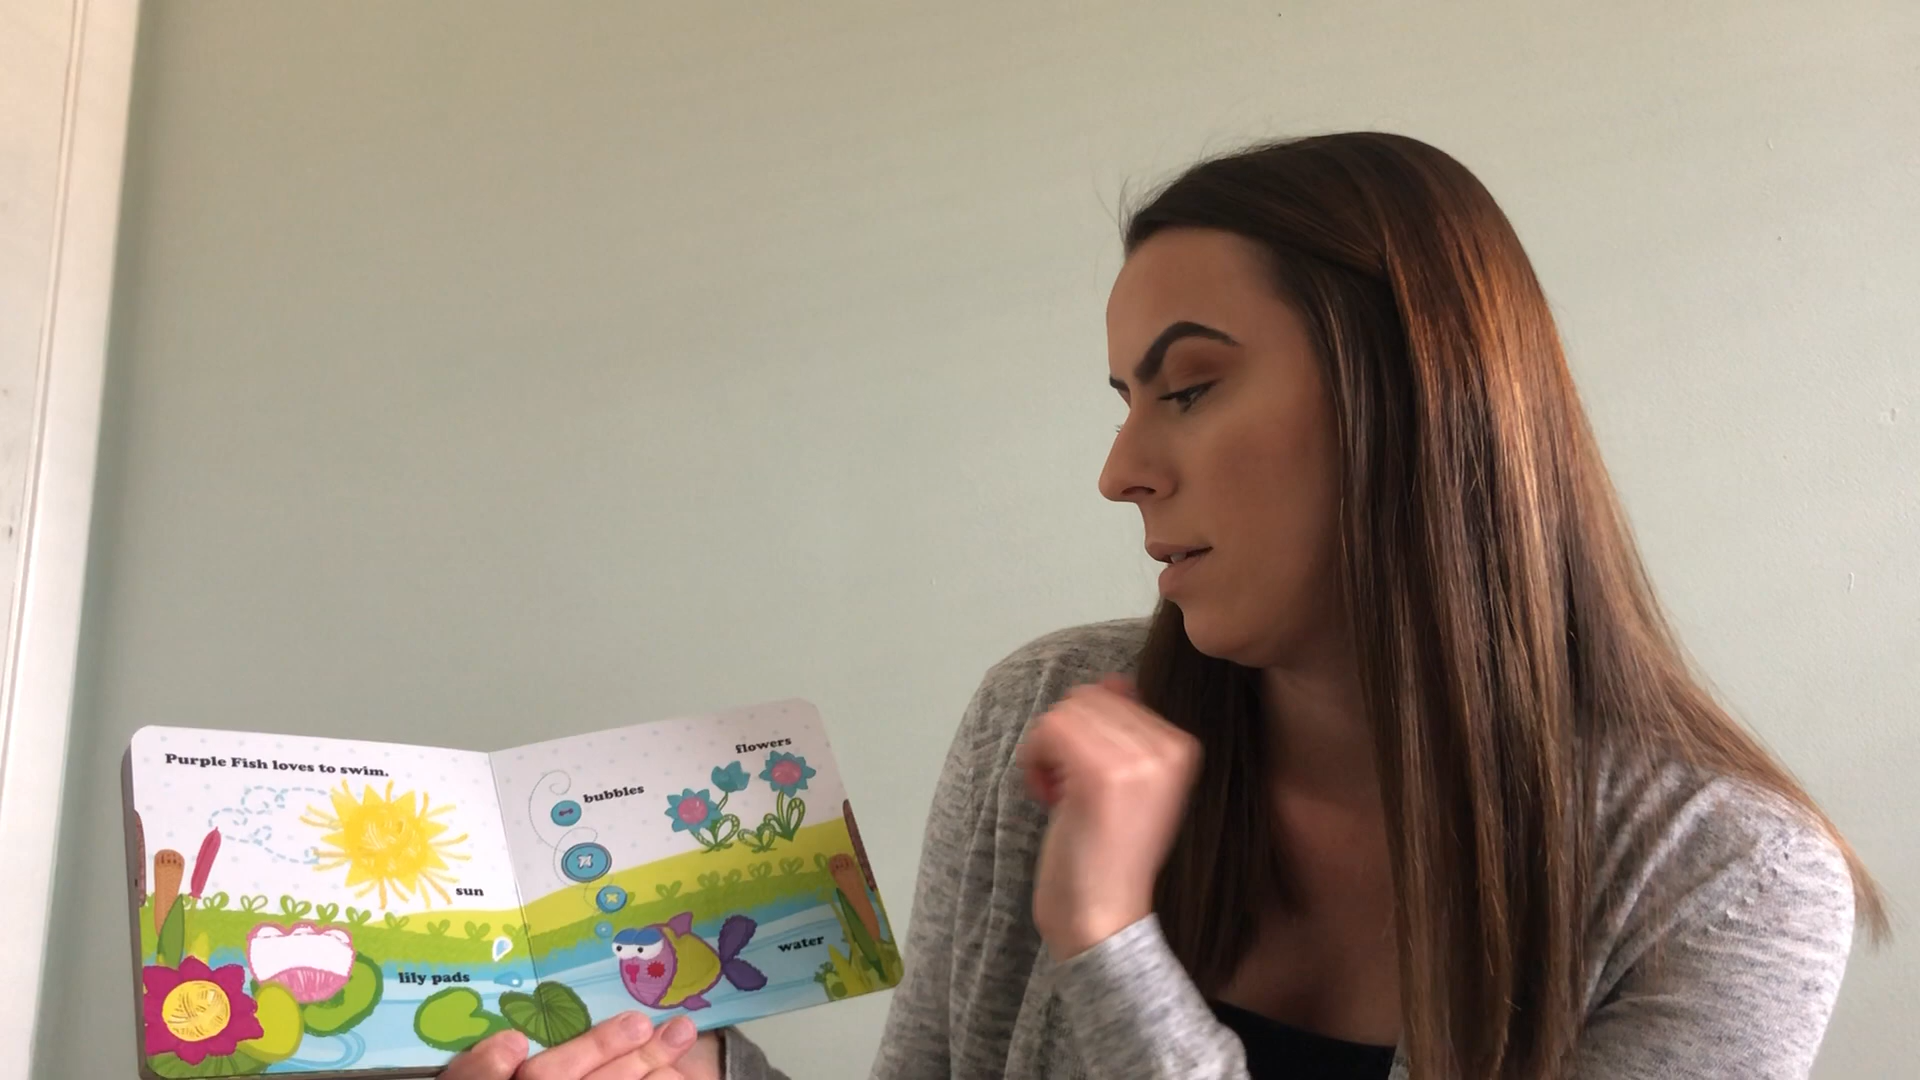 Purple Fish loves to swim.
sun
lily pads
flowers
bubbles
water